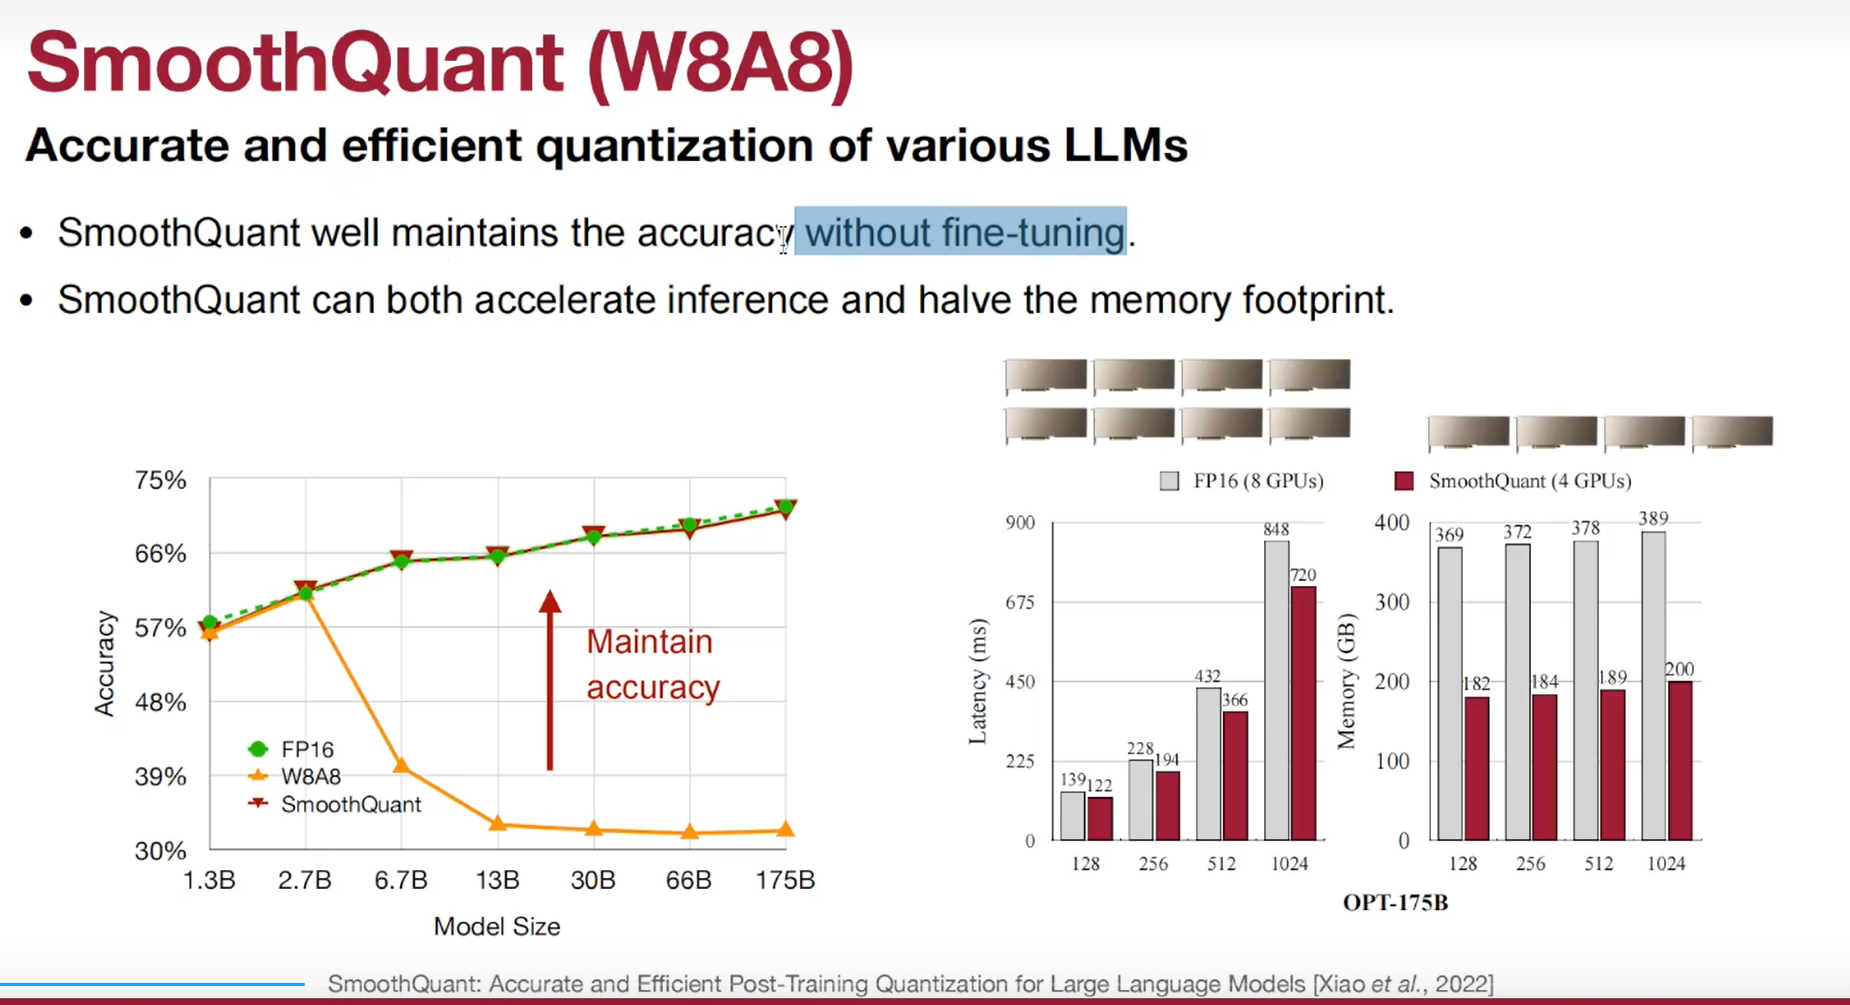 SmoothQuant (W8A8)
Accurate and efficient quantization of various LLMs
• SmoothQuant well maintains the accuracy without fine-tuning.
• SmoothQuant can both accelerate inference and halve the memory footprint.
75%
66%
57%
48%
39%
30%
Accuracy
Maintain
accuracy
FP16
W8A8
SmoothQuant
1.3B 2.7B 6.7B 13B 30B 66B 175B
Model Size
FP16 (8 GPUs) SmoothQuant (4 GPUs)
900
675
450
225
0
Latency (ms)
139 122 228 194 432 366 848 720
128 256 512 1024
400
300
200
100
0
Memory (GB)
369 182 372 184 378 189 389 200
128 256 512 1024
OPT-175B
SmoothQuant: Accurate and Efficient Post-Training Quantization for Large Language Models [Xiao et al., 2022]